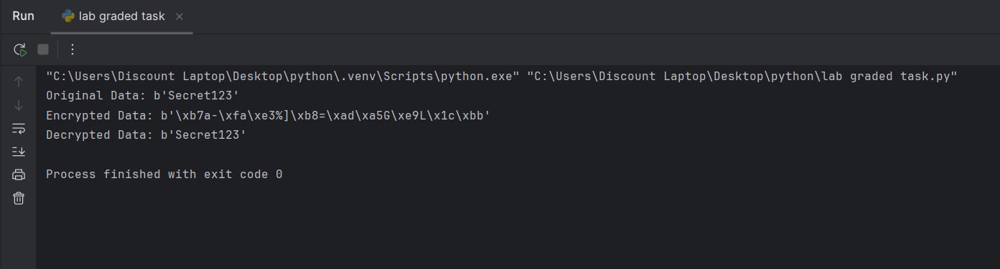 Run lab graded task
"C:\Users\Discount Laptop\Desktop\python\.venv\Scripts\python.exe" "C:\Users\Discount Laptop\Desktop\python\lab graded task.py"
Original Data: b'Secret123'
Encrypted Data: b'\xb7a-\xfa\xe3%]\xb8=\xad\xa5G\xe9L\x1c\xbb'
Decrypted Data: b'Secret123'
Process finished with exit code 0